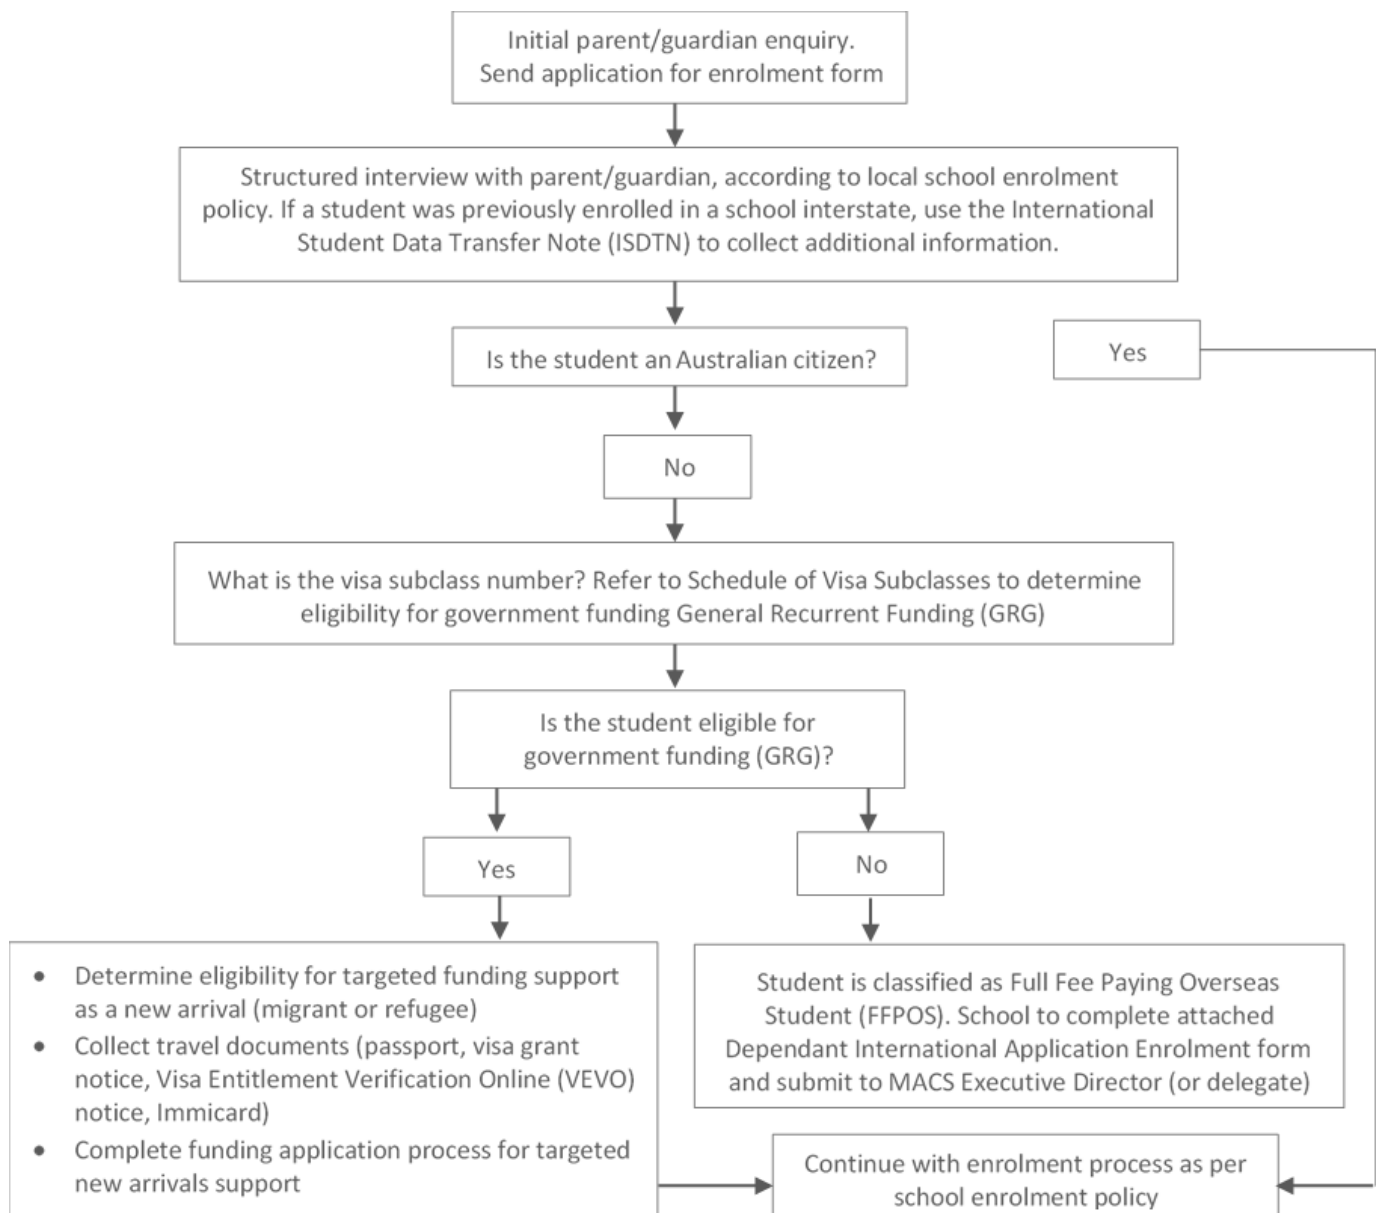 Initial parent/guardian enquiry.
Send application for enrolment form
Structured interview with parent/guardian, according to local school enrolment
policy. If a student was previously enrolled in a school interstate, use the International
Student Data Transfer Note (ISDTN) to collect additional information.
Is the student an Australian citizen?
Yes
No
What is the visa subclass number? Refer to Schedule of Visa Subclasses to determine
eligibility for government funding General Recurrent Funding (GRG)
Is the student eligible for
government funding (GRG)?
Yes
No
• Determine eligibility for targeted funding support
as a new arrival (migrant or refugee)
• Collect travel documents (passport, visa grant
notice, Visa Entitlement Verification Online (VEVO)
notice, Immicard)
• Complete funding application process for targeted
new arrivals support
Student is classified as Full Fee Paying Overseas
Student (FFPOS). School to complete attached
Dependant International Application Enrolment form
and submit to MACS Executive Director (or delegate)
Continue with enrolment process as per
school enrolment policy